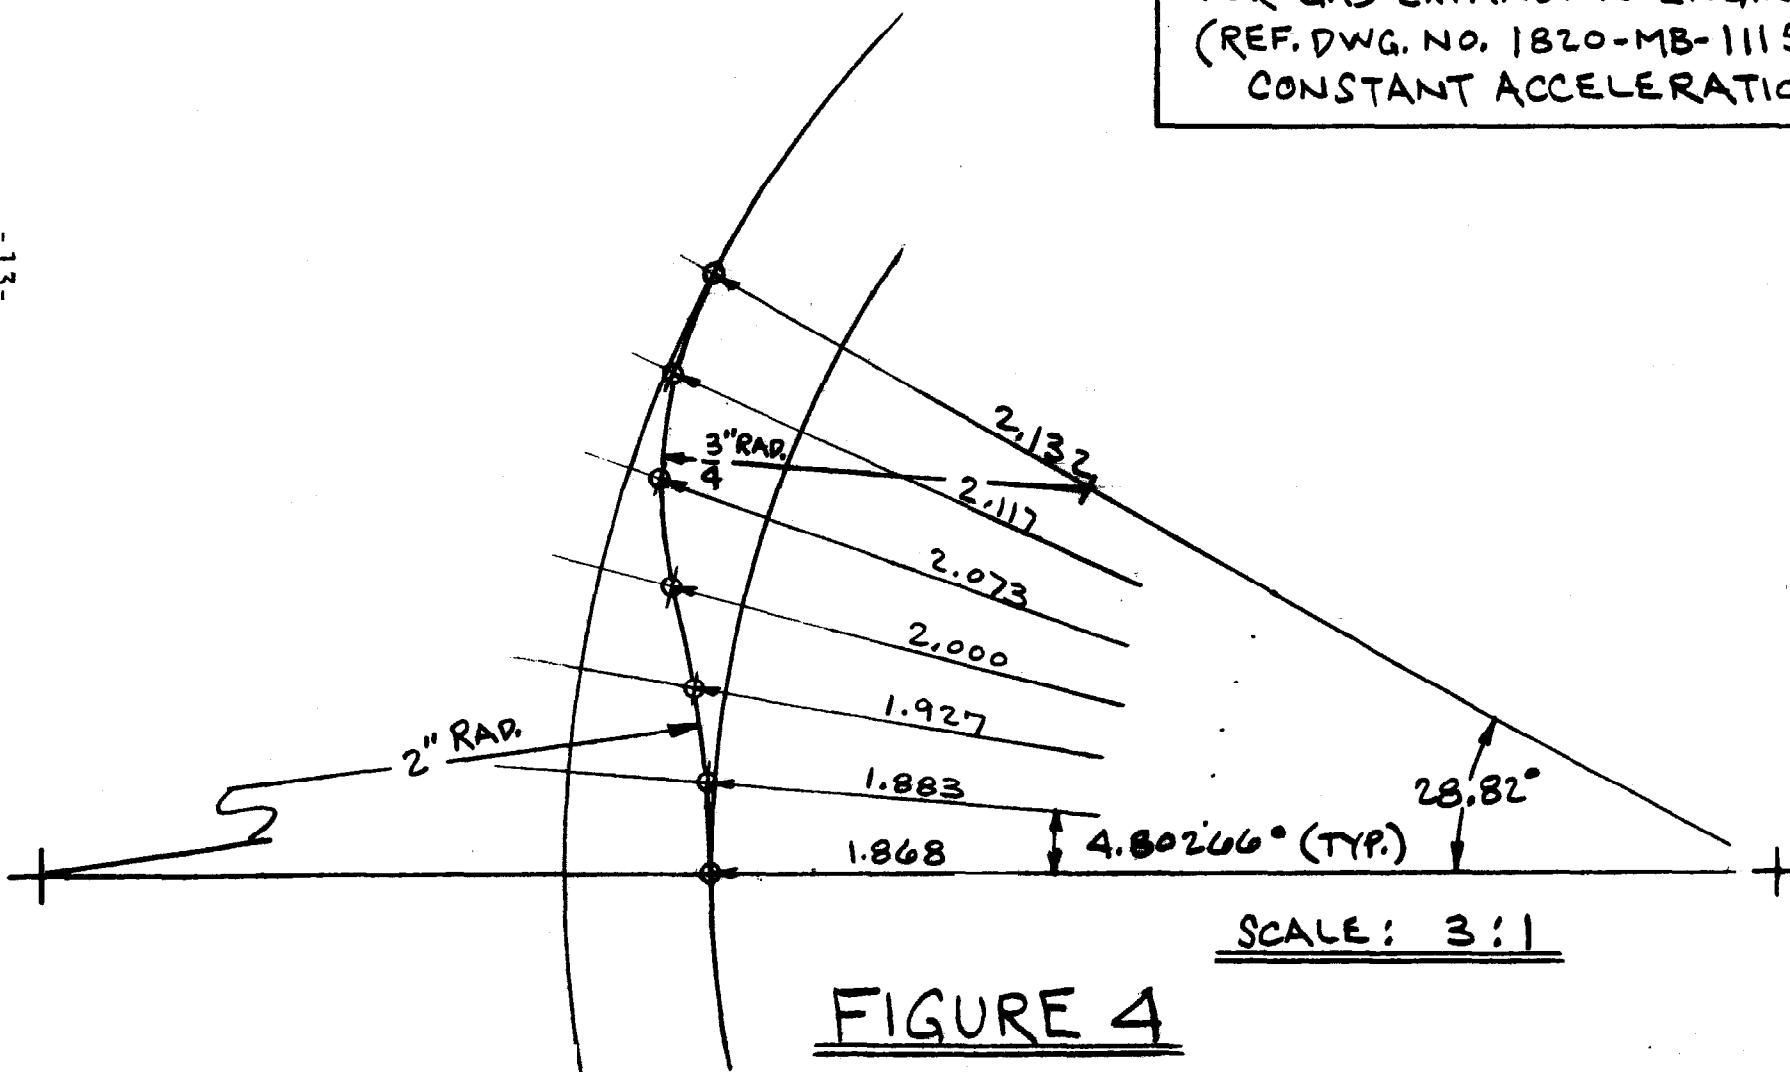 (REF. DWG. NO. 1820-MB-111
CONSTANT ACCELERATIO
-13-
2.132
3" RAD.
4
2.117
2.073
2.000
1.927
2" RAD.
1.883
28.82°
1.868
4.80266° (TYP.)
SCALE: 3:1
FIGURE 4